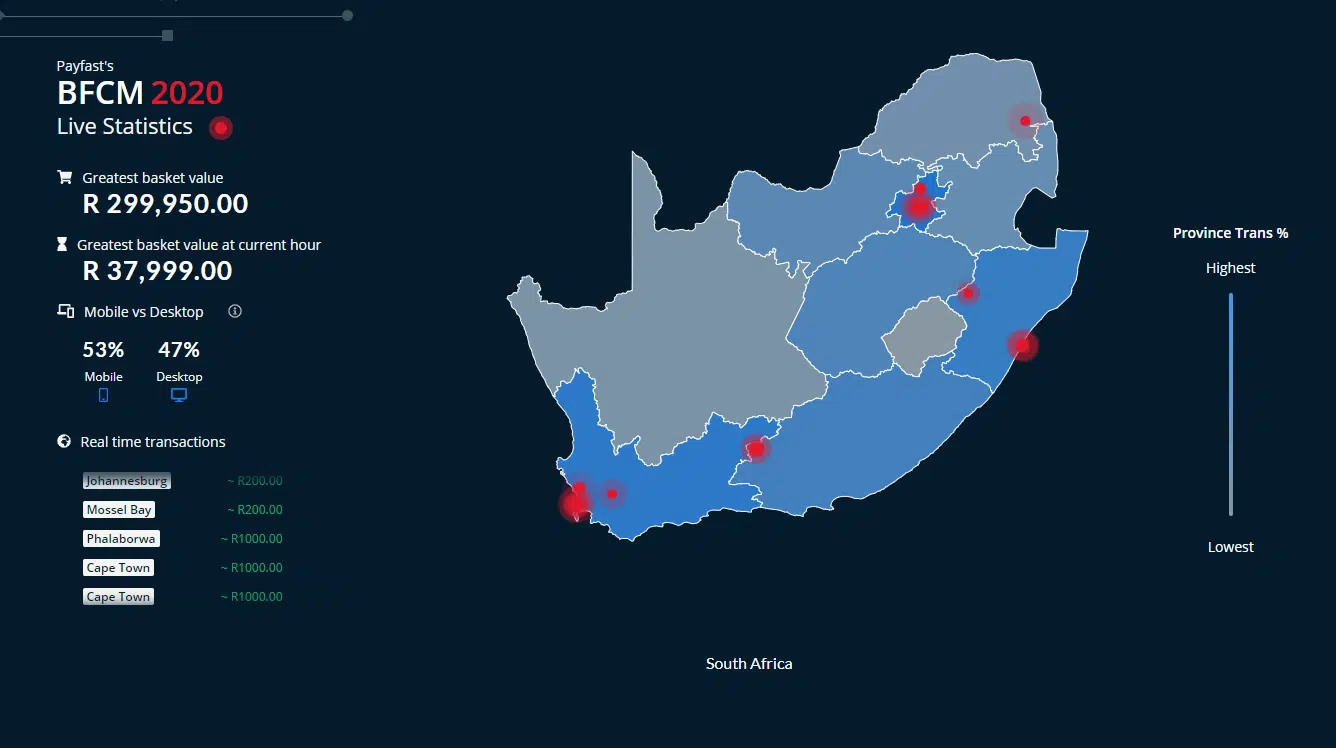 Payfast's
BFCM 2020
Live Statistics
Greatest basket value
R 299,950.00
Greatest basket value at current hour
R 37,999.00
Mobile vs Desktop
53% 47%
Mobile Desktop
Real time transactions
Johannesburg ~ R200.00
Mossel Bay ~ R200.00
Phalaborwa ~ R1000.00
Cape Town ~ R1000.00
Cape Town ~ R1000.00
South Africa
Province Trans %
Highest
Lowest